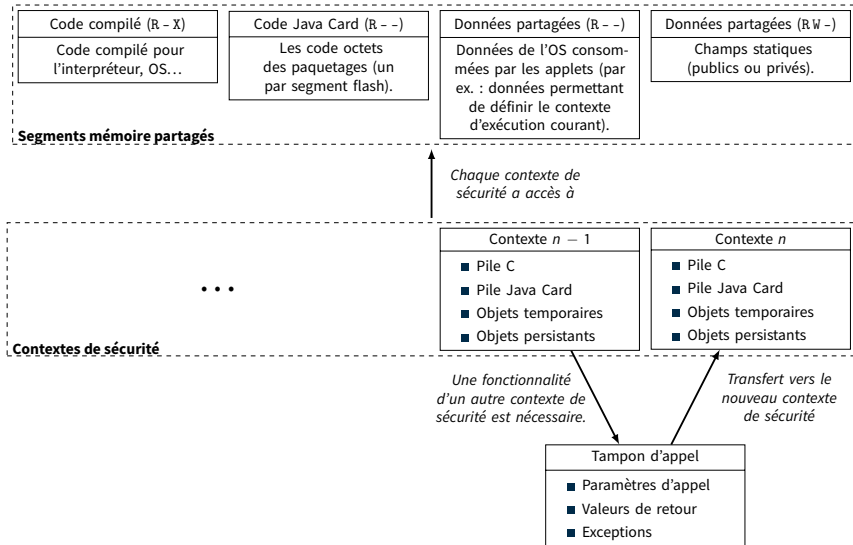 Code compilé (R-X)
Code compilé pour
l'interpréteur, OS...
Code Java Card (R--)
Les code octets
des paquetages (un
par segment flash).
Données partagées (R--)
Données de l'OS consom-
mées par les applets (par
ex. : données permettant
de définir le contexte
d'exécution courant).
Données partagées (RW-)
Champs statiques
(publics ou privés).
Segments mémoire partagés
Chaque contexte de
sécurité a accès à
...
Contexte n − 1
Pile C
Pile Java Card
Objets temporaires
Objets persistants
Contexte n
Pile C
Pile Java Card
Objets temporaires
Objets persistants
Contextes de sécurité
Une fonctionnalité
d'un autre contexte de
sécurité est nécessaire.
Transfert vers le
nouveau contexte
de sécurité
Tampon d'appel
Paramètres d'appel
Valeurs de retour
Exceptions